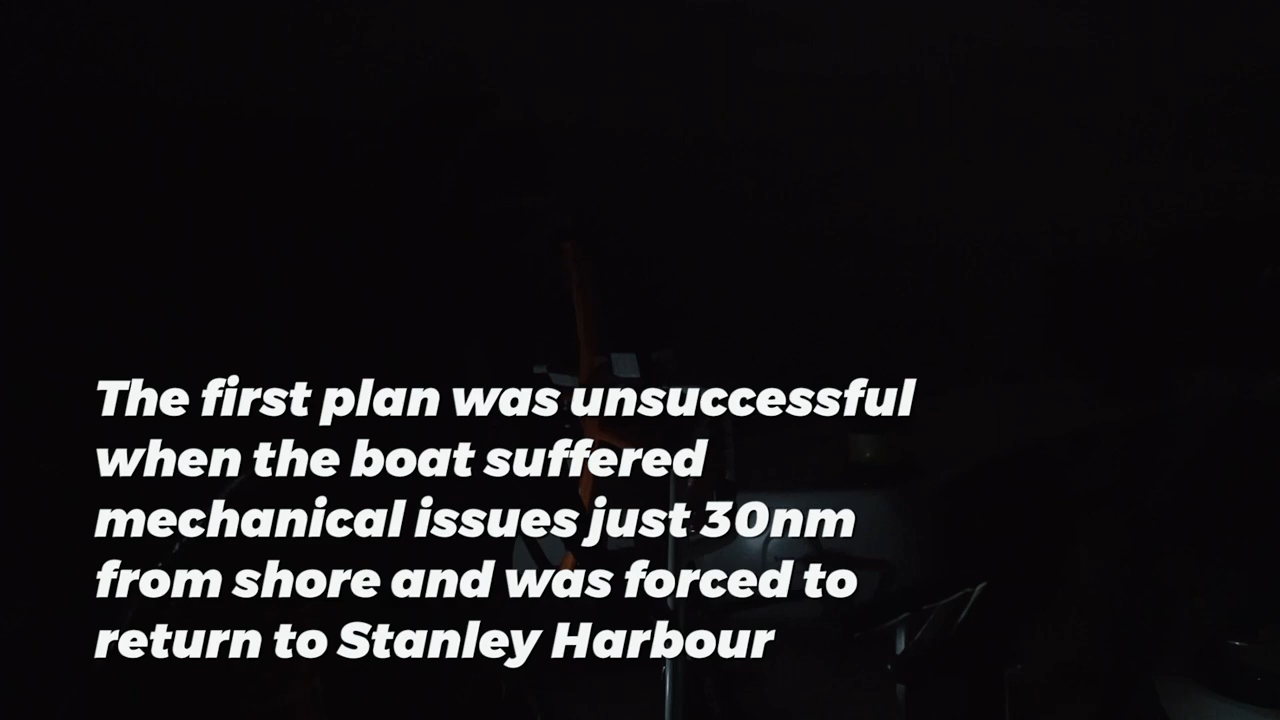 The first plan was unsuccessful
when the boat suffered
mechanical issues just 30nm
from shore and was forced to
return to Stanley Harbour